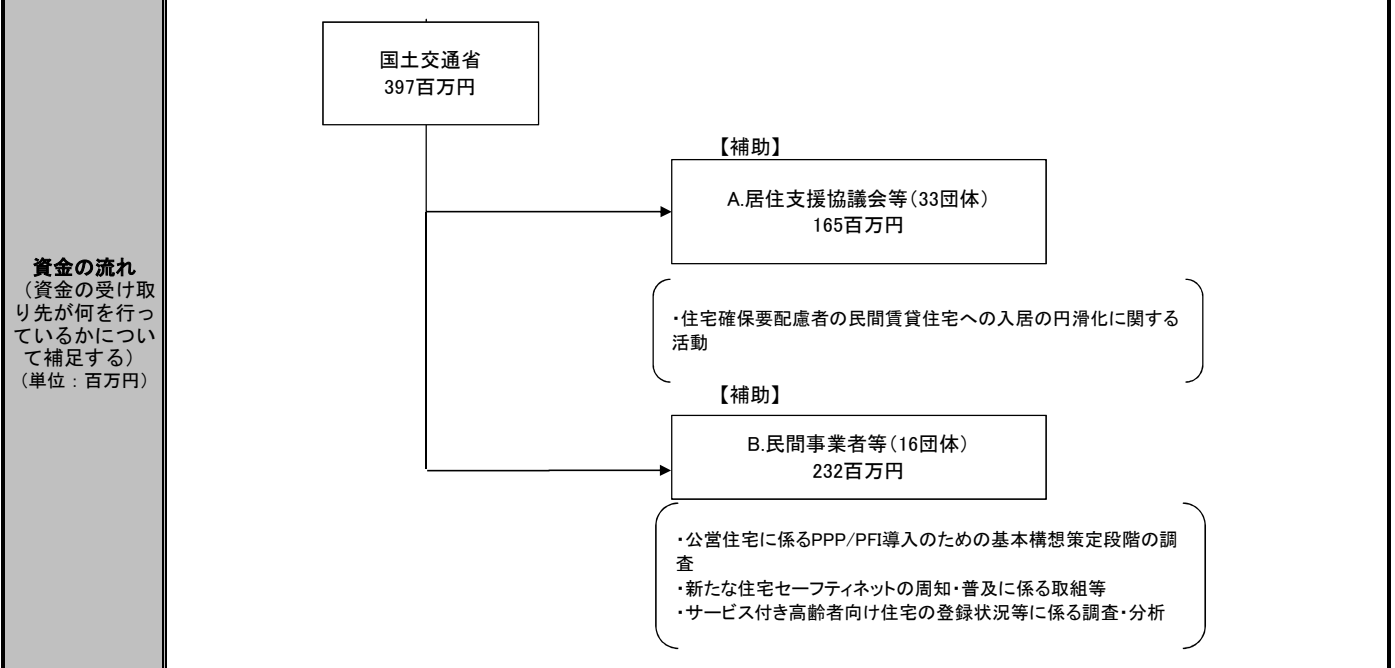 資金の流れ
（資金の受け取
り先が何を行っ
ているかについ
て補足する）
（単位：百万円）
国土交通省
397百万円
【補助】
A.居住支援協議会等（33団体）
165百万円
・住宅確保要配慮者の民間賃貸住宅への入居の円滑化に関する
活動
【補助】
B.民間事業者等（16団体）
232百万円
・公営住宅に係るPPP/PFI導入のための基本構想策定段階の調
査
・新たな住宅セーフティネットの周知・普及に係る取組等
・サービス付き高齢者向け住宅の登録状況等に係る調査・分析